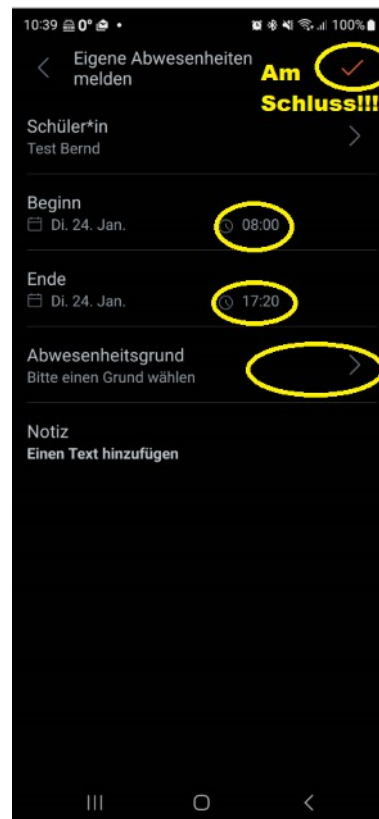 10:39 0° • 100%
Eigene Abwesenheiten
melden
Am
Schluss!!!
Schüler*in
Test Bernd
Beginn
Di. 24. Jan. 08:00
Ende
Di. 24. Jan. 17:20
Abwesenheitsgrund
Bitte einen Grund wählen
Notiz
Einen Text hinzufügen